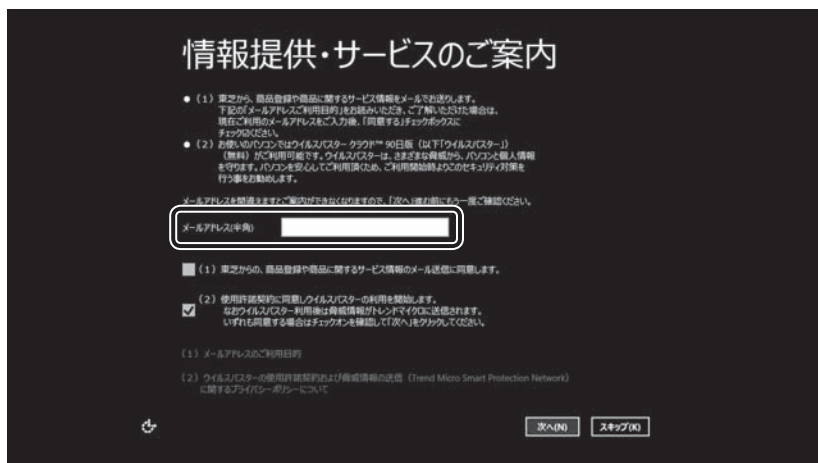 情報提供・サービスのご案内
● (1) 東芝から、商品登録や商品に関するサービス情報をメールでお送りします。
下記の「メールアドレスご利用目的」をお読みいただき、ご了解いただけた場合は、
現在ご利用のメールアドレスをご入力後、「同意する」チェックボックスに
チェックください。
● (2) お使いのパソコンではウイルスバスター クラウド™ 90日版 (以下「ウイルスバスター」)
(無料) がご利用可能です。ウイルスバスターは、さまざまな脅威から、パソコンと個人情報
を守ります。パソコンを安心してご利用頂くため、ご利用開始時よりこのセキュリティ対策を
行う事をお勧めします。
メールアドレスを間違えますとご案内ができなくなりますので、「次へ」進む前にもう一度ご確認ください。
メールアドレス(半角)
(1) 東芝からの、商品登録や商品に関するサービス情報のメール送信に同意します。
(2) 使用許諾契約に同意しウイルスバスターの利用を開始します。
なおウイルスバスター利用後は脅威情報がトレンドマイクロに送信されます。
いずれも同意する場合はチェックオンを確認して「次へ」をクリックしてください。
(1) メールアドレスのご利用目的
(2) ウイルスバスターの使用許諾契約および脅威情報の送信 (Trend Micro Smart Protection Network)
に関するプライバシーポリシーについて
次へ(N) スキップ(K)